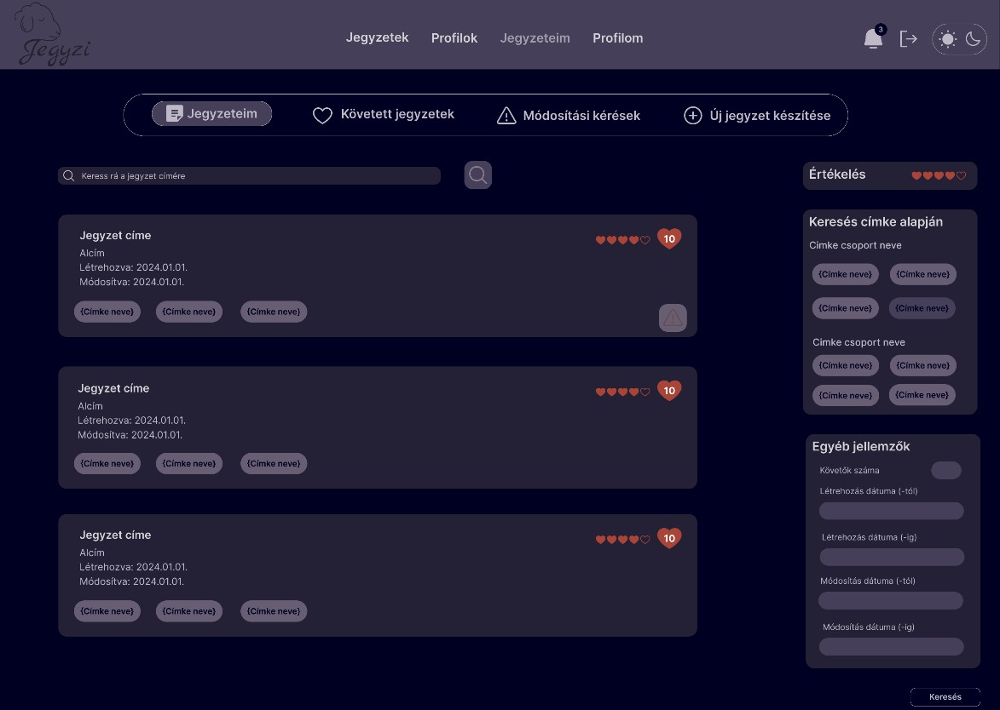 Jegyzi
Jegyzetek Profilok Jegyzeteim Profilom
3
Jegyzeteim Követett jegyzetek Módosítási kérések Új jegyzet készítése
Keress rá a jegyzet címére
Jegyzet címe
10
Alcím
Létrehozva: 2024.01.01.
Módosítva: 2024.01.01.
{Címke neve} {Címke neve} {Címke neve}
Jegyzet címe
10
Alcím
Létrehozva: 2024.01.01.
Módosítva: 2024.01.01.
{Címke neve} {Címke neve} {Címke neve}
Jegyzet címe
10
Alcím
Létrehozva: 2024.01.01.
Módosítva: 2024.01.01.
{Címke neve} {Címke neve} {Címke neve}
Értékelés
Keresés címke alapján
Cimke csoport neve
{Címke neve} {Címke neve}
{Címke neve} {Címke neve}
Cimke csoport neve
{Címke neve} {Címke neve}
{Címke neve} {Címke neve}
Egyéb jellemzők
Követők száma
Létrehozás dátuma (-tól)
Létrehozás dátuma (-ig)
Módosítás dátuma (-tól)
Módosítás dátuma (-ig)
Keresés